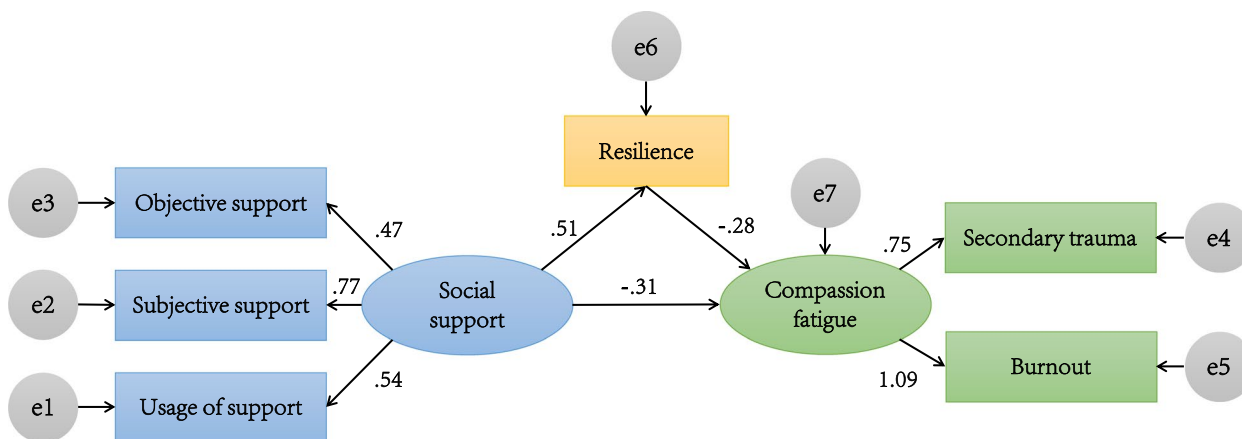 e6
Resilience
e3
Objective support
.47
.51
-.28
e7
.75
Secondary trauma
e4
e2
Subjective support
.77
Social
support
-.31
Compassion
fatigue
e1
Usage of support
.54
1.09
Burnout
e5